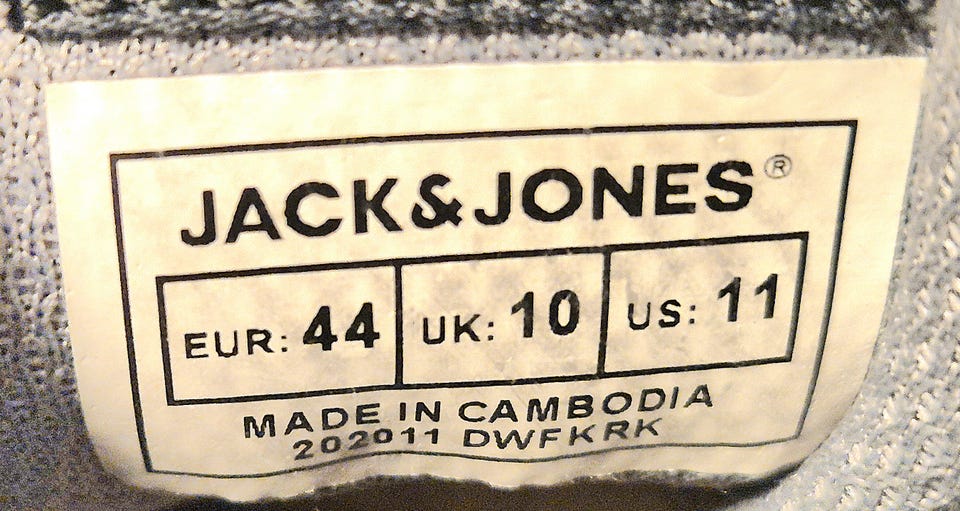 JACK&JONES®
EUR: 44 UK: 10 US: 11
MADE IN CAMBODIA
202011 DWFKRK